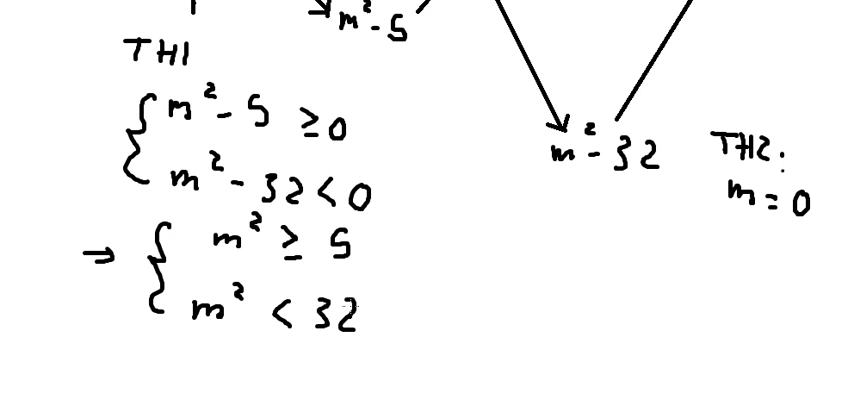 m²-5
TH1
{ m²-5 ≥0
m²-32<0
m²-32
TH2:
m=0
⇒ { m² ≥ 5
m² < 32